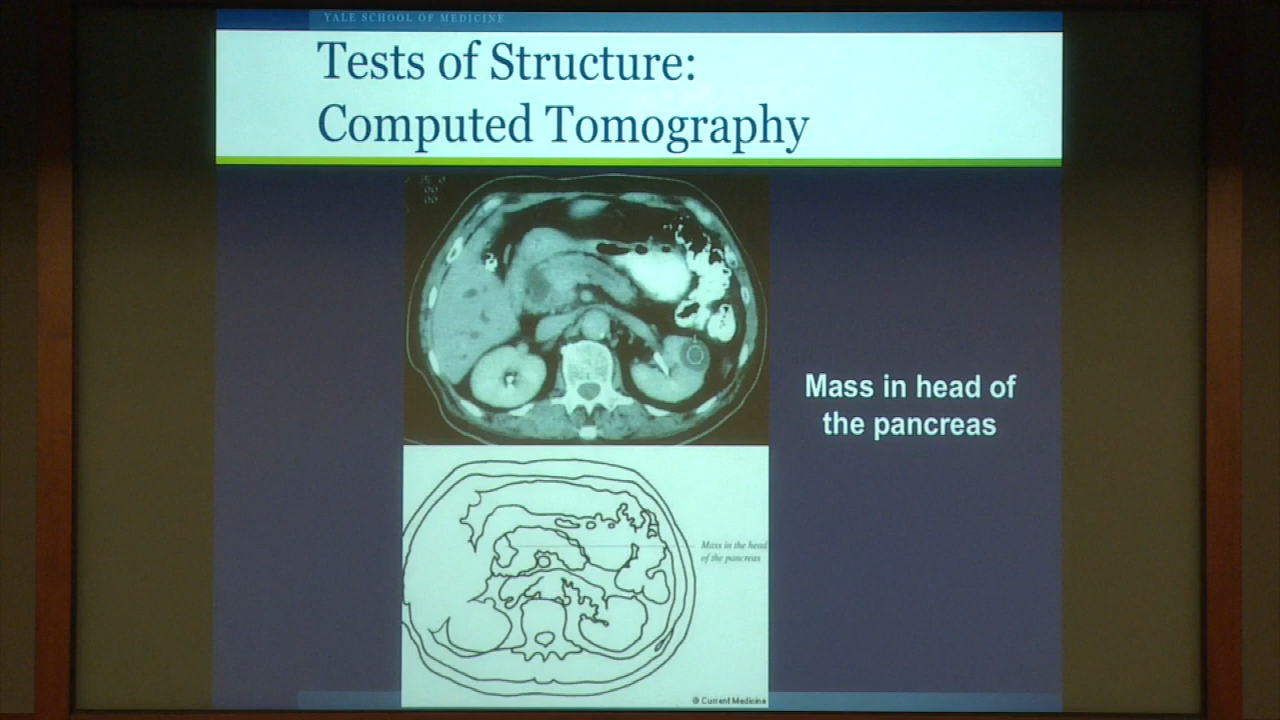 YALE SCHOOL OF MEDICINE
Tests of Structure:
Computed Tomography
Mass in head of
the pancreas
Mass in the head
of the pancreas
© Current Medicine